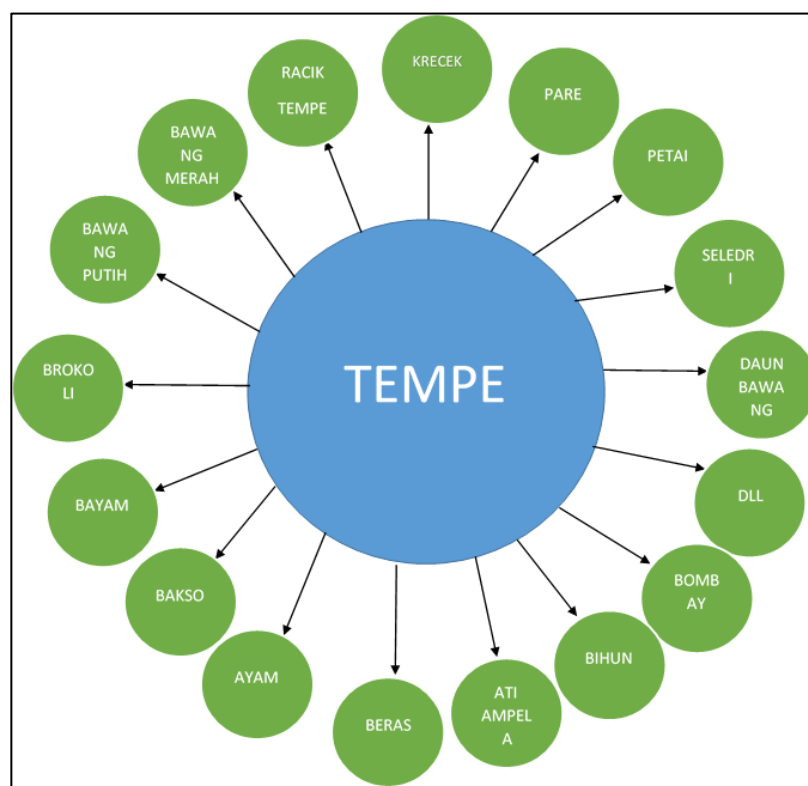 KRECEK
RACIK
TEMPE
PARE
BAWA
NG
MERAH
PETAI
BAWA
NG
PUTIH
SELEDR
I
BROKO
LI
TEMPE
DAUN
BAWA
NG
BAYAM
DLL
BAKSO
BOMB
AY
AYAM
BIHUN
BERAS
ATI
AMPEL
A